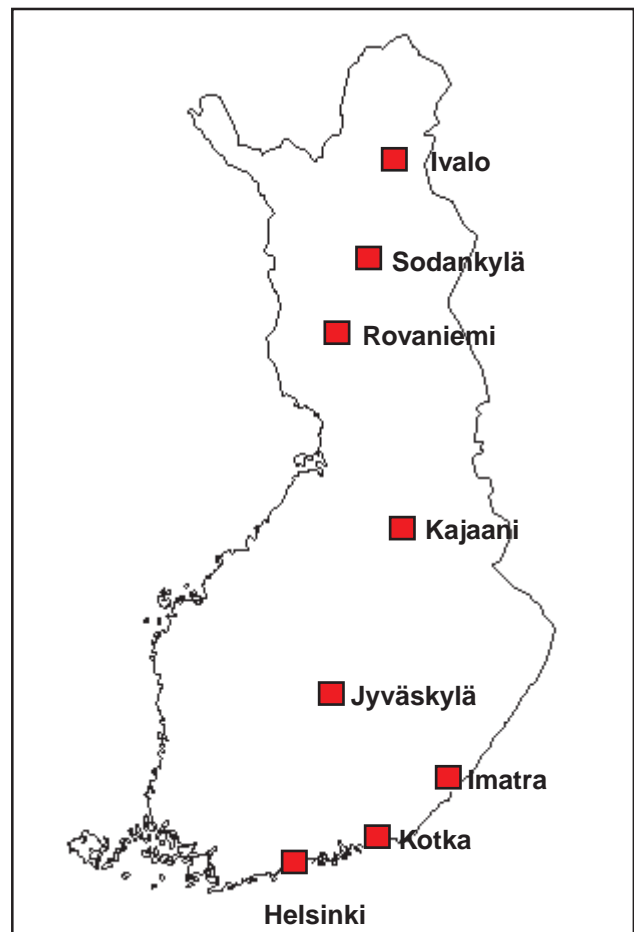 Ivalo
Sodankylä
Rovaniemi
Kajaani
Jyväskylä
Imatra
Kotka
Helsinki